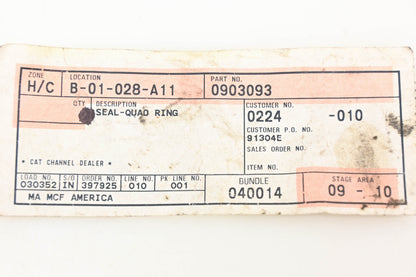 ZONE LOCATION PART NO.
H/C B-01-028-A11 0903093
QTY DESCRIPTION CUSTOMER NO.
SEAL-QUAD RING 0224 -010
CUSTOMER P.O. NO.
91304E
SALES ORDER NO.
• CAT CHANNEL DEALER • ITEM NO.
LOAD NO. S/O ORDER NO. LINE NO. PK LINE NO. BUNDLE STAGE AREA
030352 IN 397925 010 001 040014 09 - 10
MA MCF AMERICA